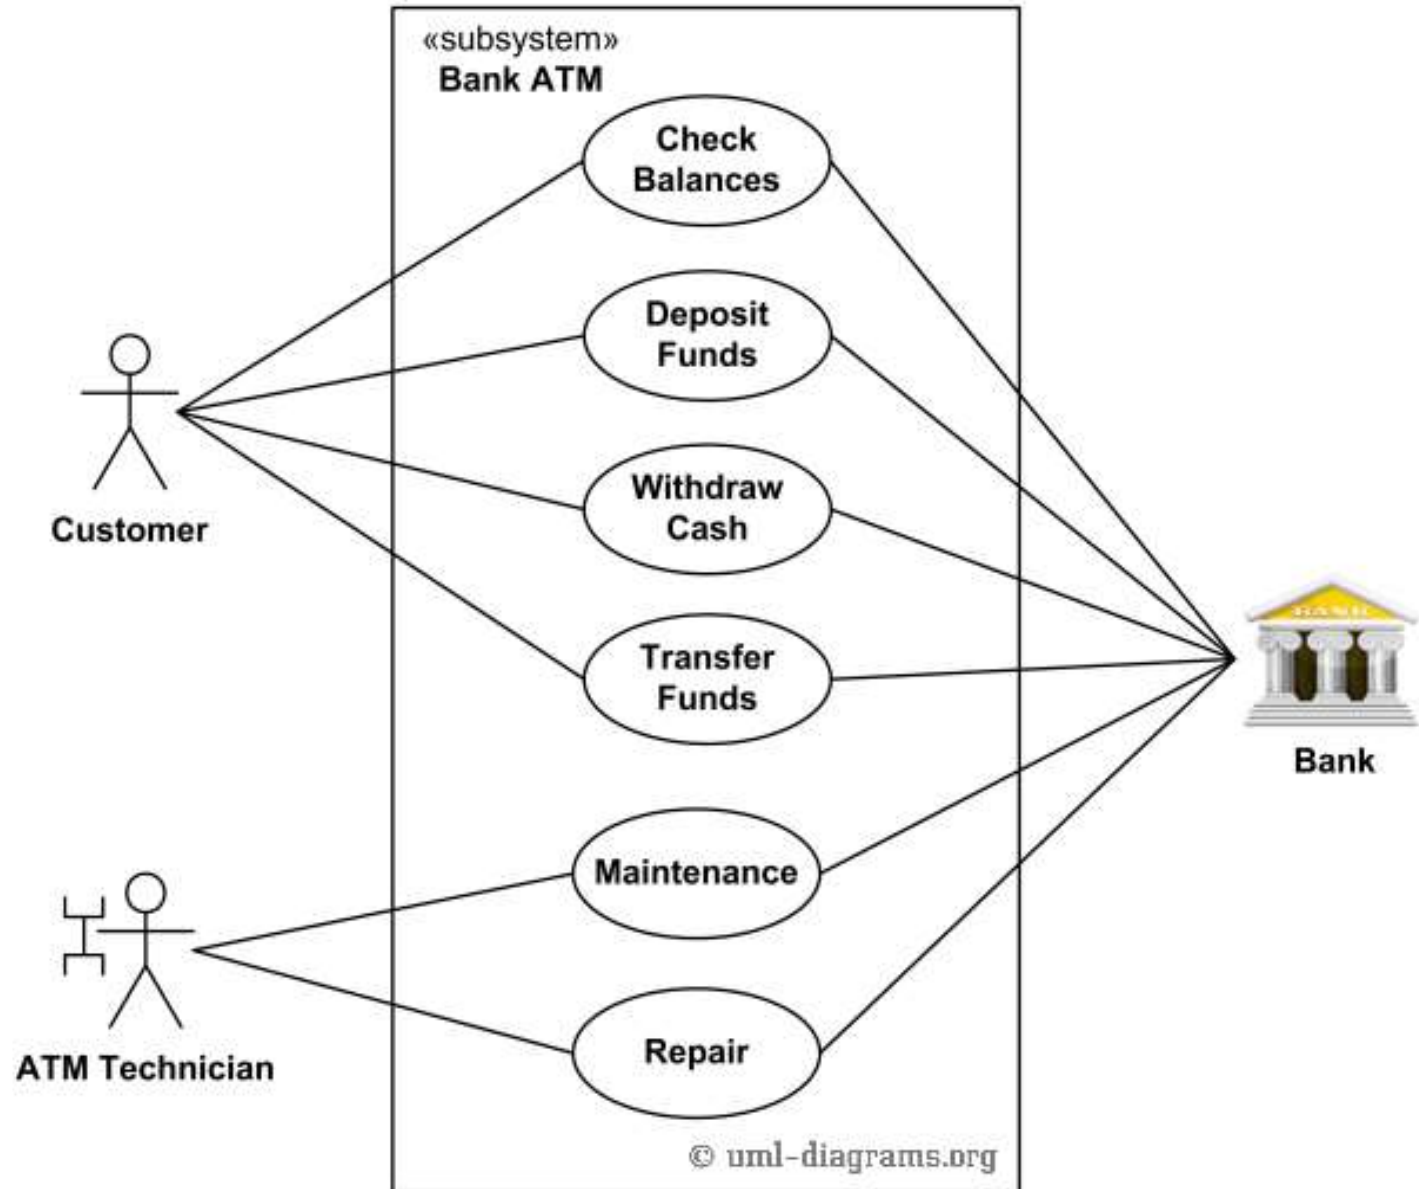 «subsystem»
Bank ATM
Check
Balances
Deposit
Funds
Withdraw
Cash
Customer
Transfer
Funds
BANK
Bank
Maintenance
ATM Technician
Repair
© uml-diagrams.org